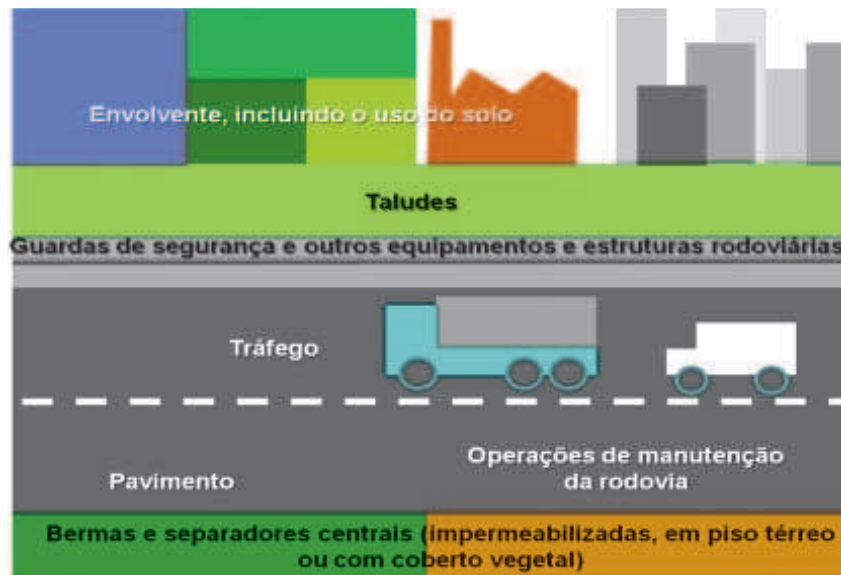 Envolvente, incluindo o uso do solo
Taludes
Guardas de segurança e outros equipamentos e estruturas rodoviárias
Tráfego
Operações de manutenção
da rodovia
Pavimento
Bermas e separadores centrais (impermeabilizadas, em piso térreo
ou com coberto vegetal)